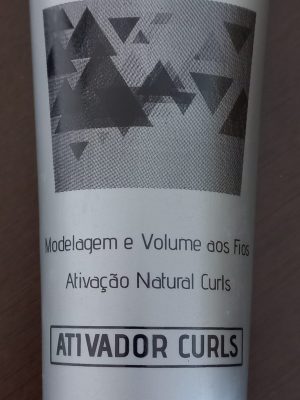 Modelagem e Volume aos Fios
Ativação Natural Curls
ATIVADOR CURLS